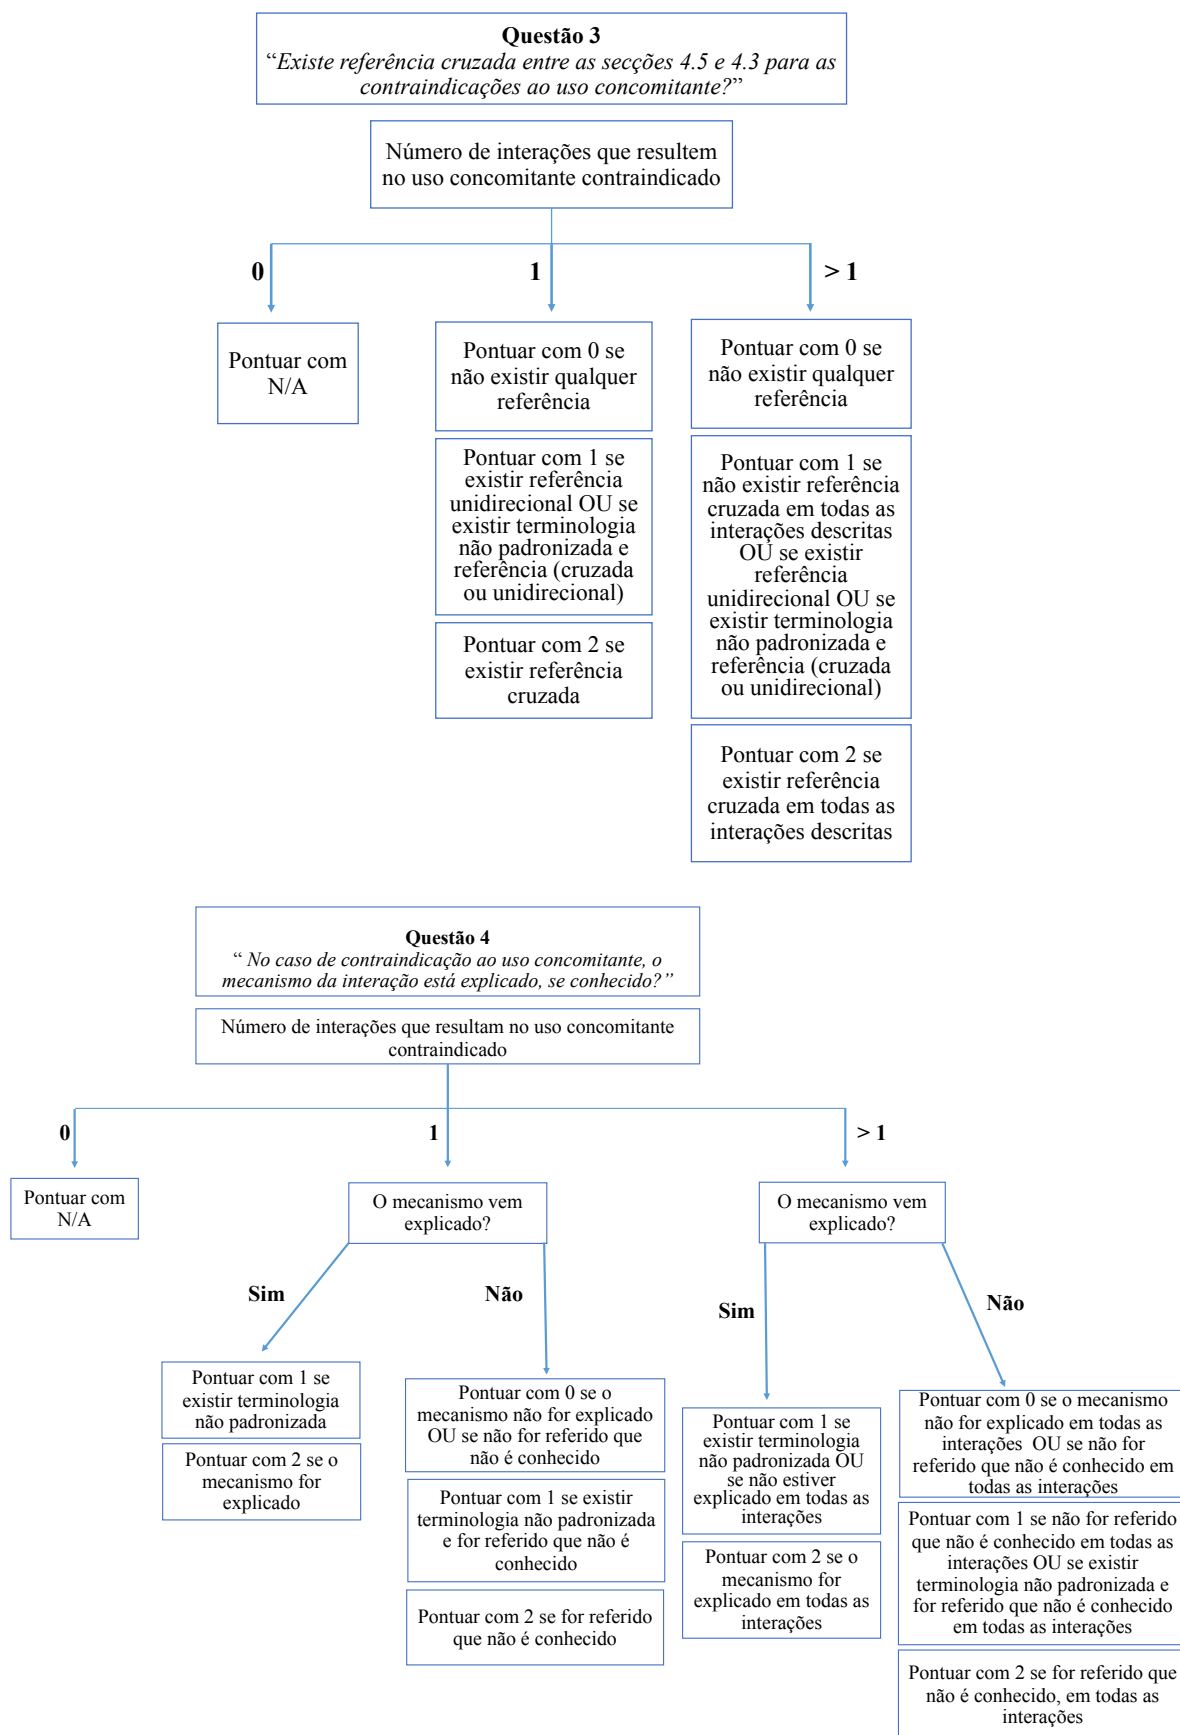 Questão 3
“Existe referência cruzada entre as secções 4.5 e 4.3 para as
contraindicações ao uso concomitante?”
Número de interações que resultem
no uso concomitante contraindicado
0
1
> 1
Pontuar com
N/A
Pontuar com 0 se
não existir qualquer
referência
Pontuar com 1 se
existir referência
unidirecional OU se
existir terminologia
não padronizada e
referência (cruzada
ou unidirecional)
Pontuar com 2 se
existir referência
cruzada
Pontuar com 0 se
não existir qualquer
referência
Pontuar com 1 se
não existir referência
cruzada em todas as
interações descritas
OU se existir
referência
unidirecional OU se
existir terminologia
não padronizada e
referência (cruzada
ou unidirecional)
Pontuar com 2 se
existir referência
cruzada em todas as
interações descritas
Questão 4
“ No caso de contraindicação ao uso concomitante, o
mecanismo da interação está explicado, se conhecido?”
Número de interações que resultam no uso concomitante
contraindicado
0
1
> 1
Pontuar com
N/A
O mecanismo vem
explicado?
Sim
Não
Pontuar com 1 se
existir terminologia
não padronizada
Pontuar com 2 se o
mecanismo for
explicado
Pontuar com 0 se o
mecanismo não for explicado
OU se não for referido que
não é conhecido
Pontuar com 1 se existir
terminologia não padronizada
e for referido que não é
conhecido
Pontuar com 2 se for referido
que não é conhecido
O mecanismo vem
explicado?
Sim
Não
Pontuar com 1 se
existir terminologia
não padronizada OU
se não estiver
explicado em todas as
interações
Pontuar com 2 se o
mecanismo for
explicado em todas as
interações
Pontuar com 0 se o mecanismo
não for explicado em todas as
interações OU se não for
referido que não é conhecido em
todas as interações
Pontuar com 1 se não for referido
que não é conhecido em todas as
interações OU se existir
terminologia não padronizada e
for referido que não é conhecido
em todas as interações
Pontuar com 2 se for referido que
não é conhecido, em todas as
interações